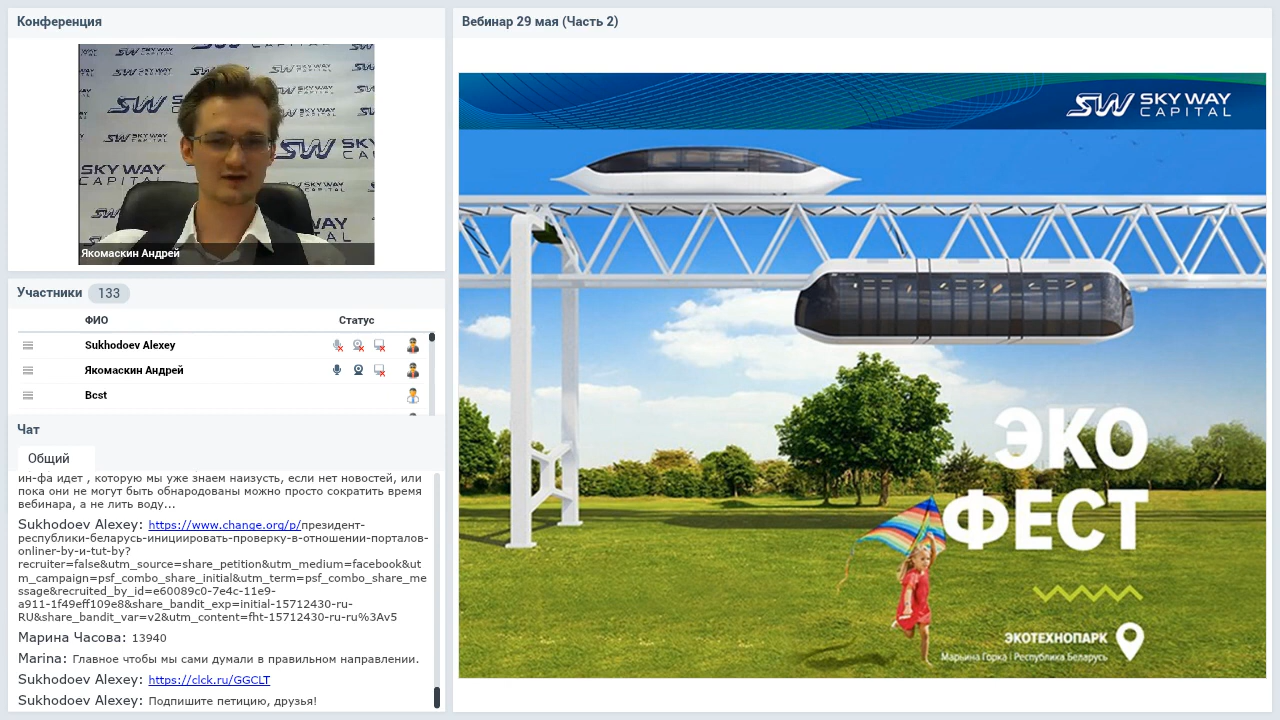 Конференция
SKY WAY
CAPITAL
Якомаскин Андрей
Участники 133
ФИО Статус
Sukhodoev Alexey
Якомаскин Андрей
Bcst
Чат
Общий
ин-фа идет , которую мы уже знаем наизусть, если нет новостей, или
пока они не могут быть обнародованы можно просто сократить время
вебинара, а не лить воду...
Sukhodoev Alexey: https://www.change.org/p/президент-
республики-беларусь-инициировать-проверку-в-отношении-порталов-
onliner-by-и-tut-by?
recruiter=false&utm_source=share_petition&utm_medium=facebook&ut
m_campaign=psf_combo_share_initial&utm_term=psf_combo_share_me
ssage&recruited_by_id=e60089c0-7e4c-11e9-
a911-1f49eff109e8&share_bandit_exp=initial-15712430-ru-
RU&share_bandit_var=v2&utm_content=fht-15712430-ru-ru%3Av5
Марина Часова: 13940
Marina: Главное чтобы мы сами думали в правильном направлении.
Sukhodoev Alexey: https://clck.ru/GGCLT
Sukhodoev Alexey: Подпишите петицию, друзья!
Вебинар 29 мая (Часть 2)
SW SKY WAY
CAPITAL
ЭКО
ФЕСТ
ЭКОТЕХНОПАРК
Марьина Горка | Республика Беларусь